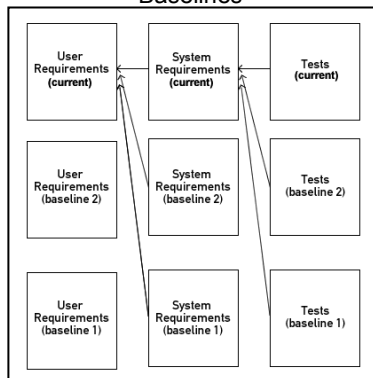 Baselines
User
Requirements
(current)
System
Requirements
(current)
Tests
(current)
User
Requirements
(baseline 2)
System
Requirements
(baseline 2)
Tests
(baseline 2)
User
Requirements
(baseline 1)
System
Requirements
(baseline 1)
Tests
(baseline 1)